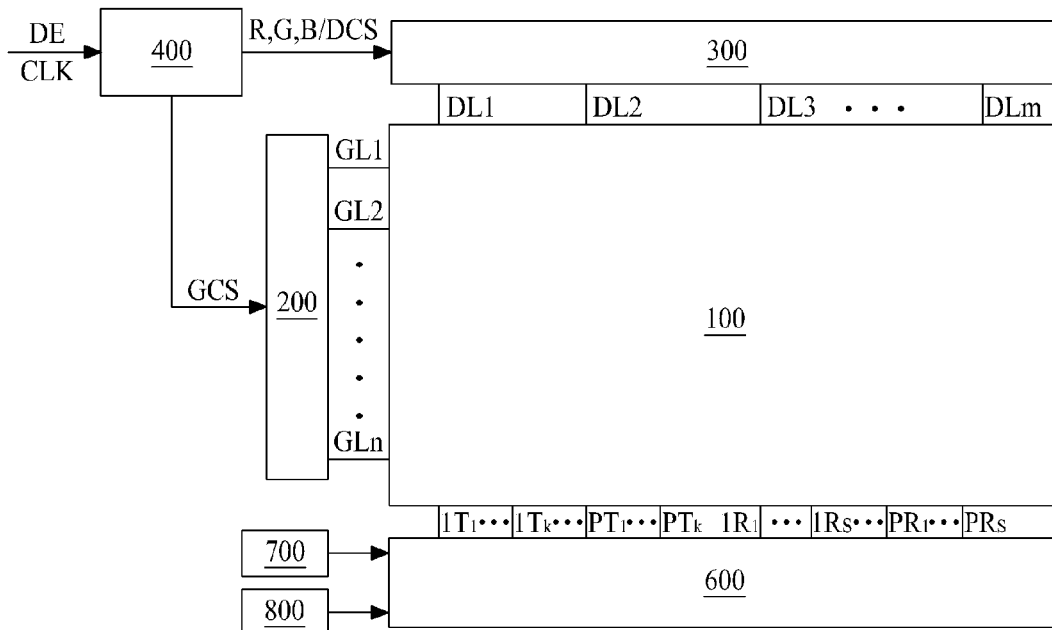 DE
CLK
400
R,G,B/DCS
300
DL1 DL2 DL3 • • • DLm
GL1
GL2
•
•
•
•
•
GLn
GCS
200
100
1T₁••• 1Tₖ••• PT₁••• PTₖ 1R₁ ••• 1Rs••• PR₁••• PRs
700
600
800